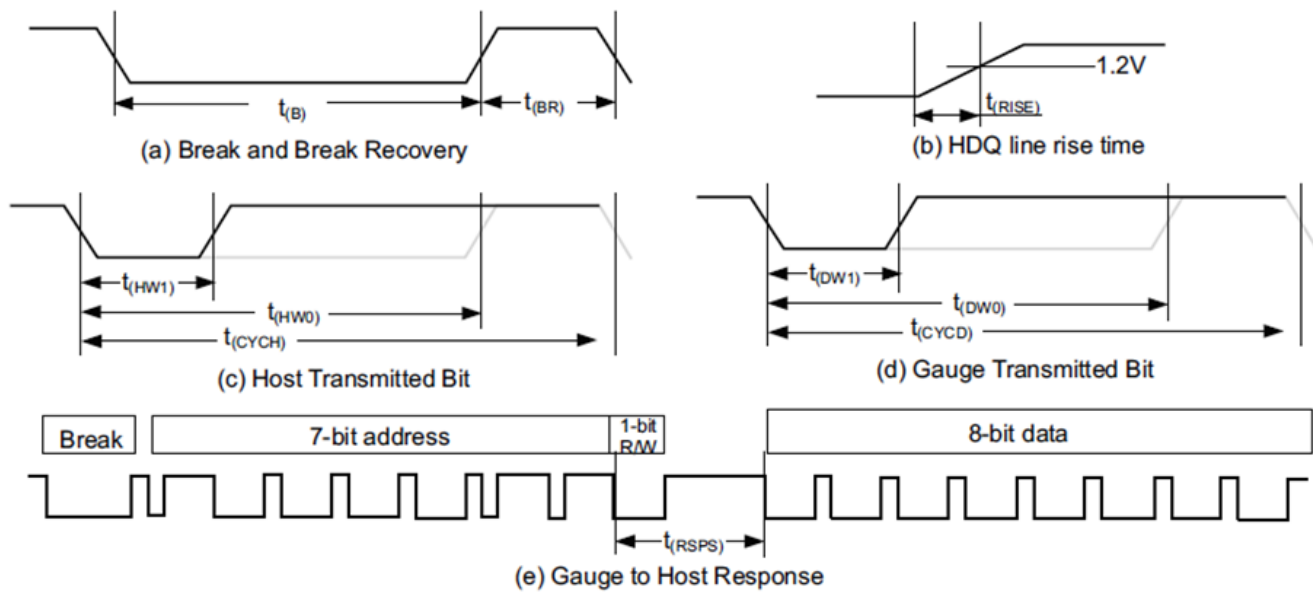 t(B)
t(BR)
(a) Break and Break Recovery
1.2V
t(RISE)
(b) HDQ line rise time
t(HW1)
t(HW0)
t(CYCH)
(c) Host Transmitted Bit
t(DW1)
t(DW0)
t(CYCD)
(d) Gauge Transmitted Bit
Break
7-bit address
1-bit
R/W
8-bit data
t(RSPS)
(e) Gauge to Host Response